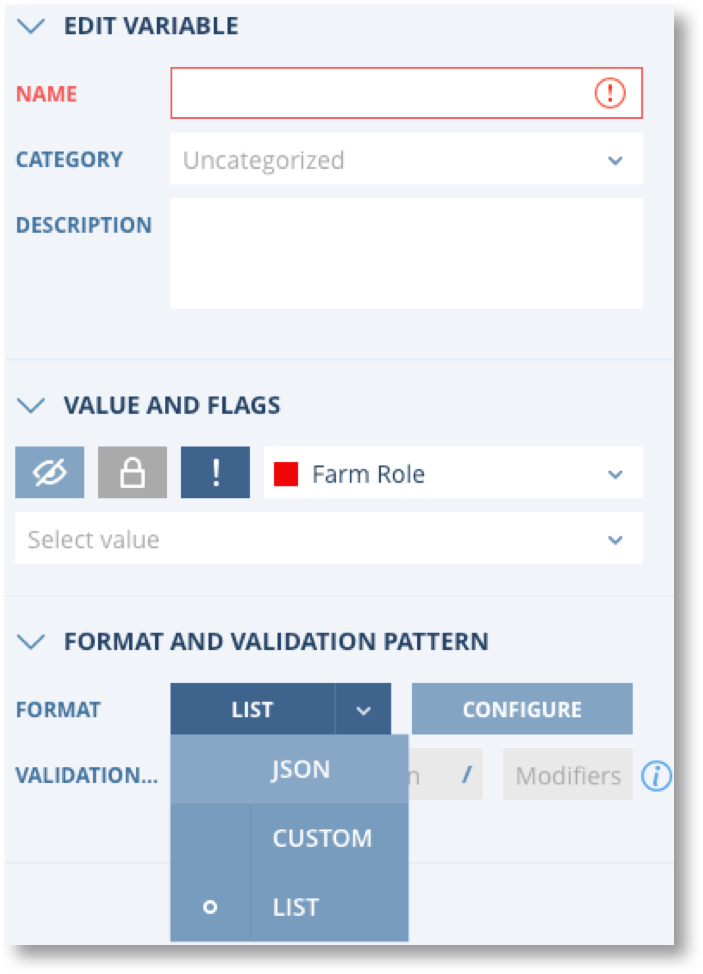 EDIT VARIABLE
NAME
CATEGORY Uncategorized
DESCRIPTION
VALUE AND FLAGS
! Farm Role
Select value
FORMAT AND VALIDATION PATTERN
FORMAT LIST CONFIGURE
VALIDATION... n / Modifiers
JSON
CUSTOM
LIST